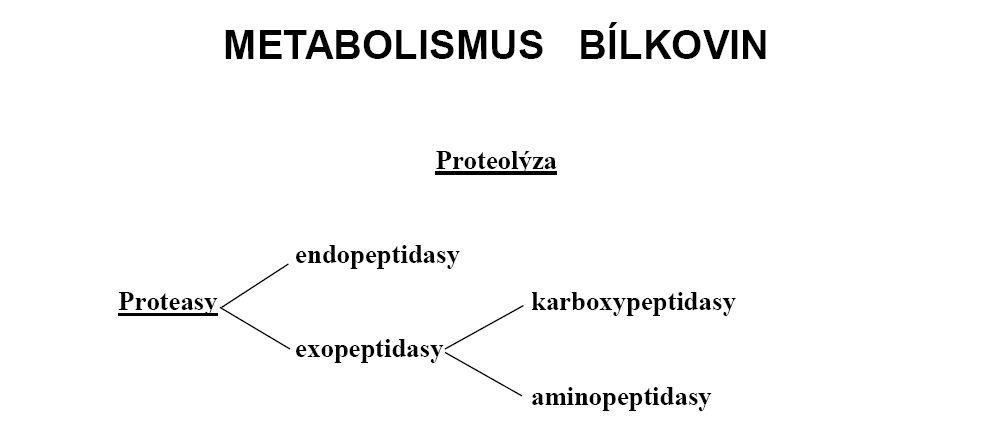 METABOLISMUS BÍLKOVIN
Proteolýza
endopeptidasy
Proteasy
karboxypeptidasy
exopeptidasy
aminopeptidasy